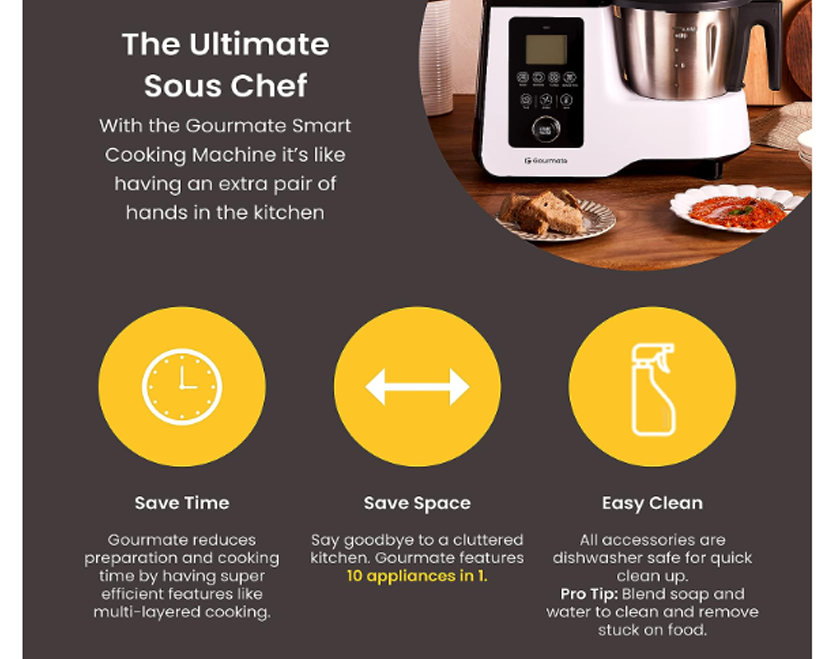 The Ultimate
Sous Chef
With the Gourmate Smart
Cooking Machine it's like
having an extra pair of
hands in the kitchen
Gourmate
Save Time
Gourmate reduces
preparation and cooking
time by having super
efficient features like
multi-layered cooking.
Save Space
Say goodbye to a cluttered
kitchen. Gourmate features
10 appliances in 1.
Easy Clean
All accessories are
dishwasher safe for quick
clean up.
Pro Tip: Blend soap and
water to clean and remove
stuck on food.